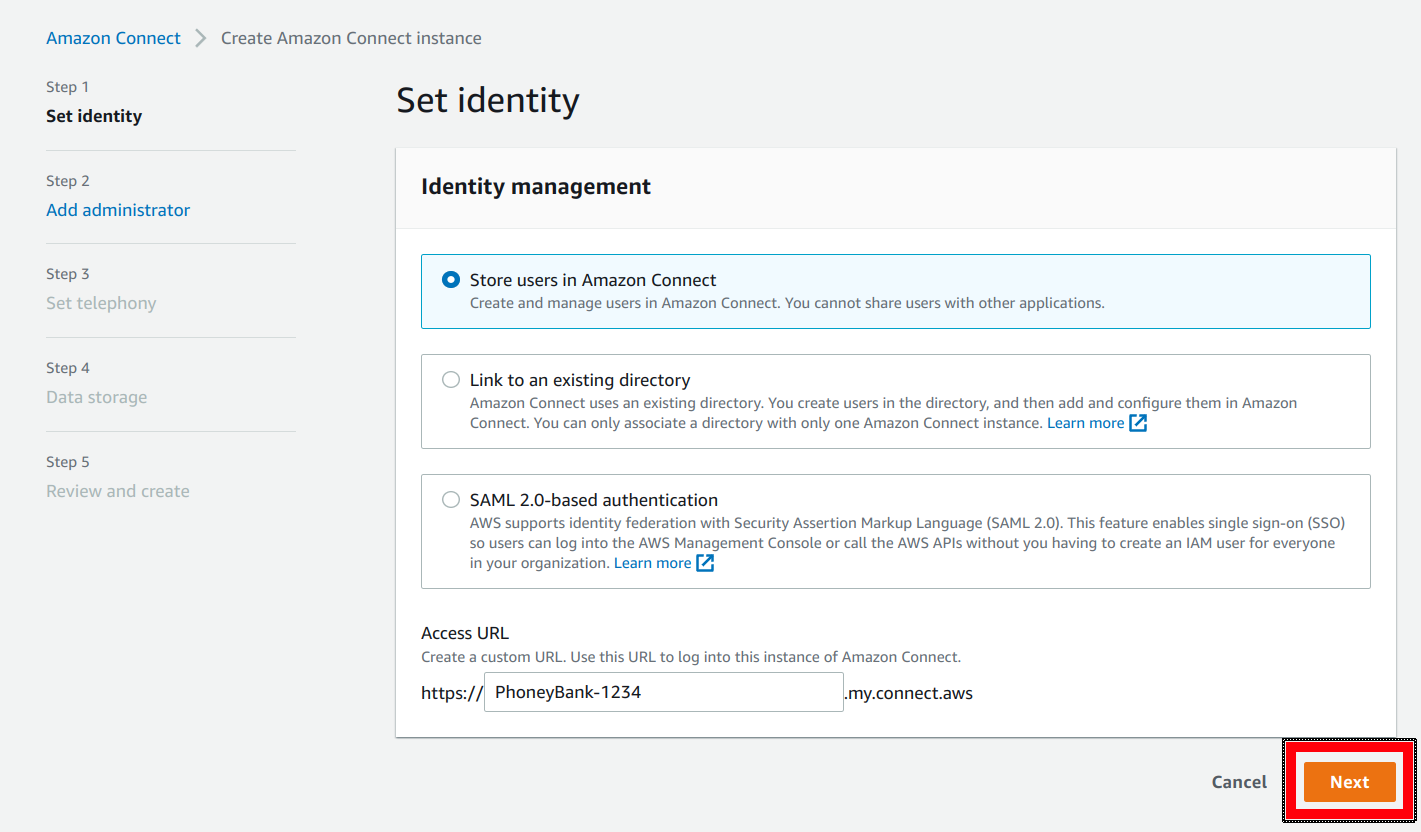 Amazon Connect > Create Amazon Connect instance
Step 1
Set identity
Step 2
Add administrator
Step 3
Set telephony
Step 4
Data storage
Step 5
Review and create
Set identity
Identity management
Store users in Amazon Connect
Create and manage users in Amazon Connect. You cannot share users with other applications.
Link to an existing directory
Amazon Connect uses an existing directory. You create users in the directory, and then add and configure them in Amazon
Connect. You can only associate a directory with only one Amazon Connect instance. Learn more
SAML 2.0-based authentication
AWS supports identity federation with Security Assertion Markup Language (SAML 2.0). This feature enables single sign-on (SSO)
so users can log into the AWS Management Console or call the AWS APIs without you having to create an IAM user for everyone
in your organization. Learn more
Access URL
Create a custom URL. Use this URL to log into this instance of Amazon Connect.
https:// PhoneyBank-1234 .my.connect.aws
Cancel Next